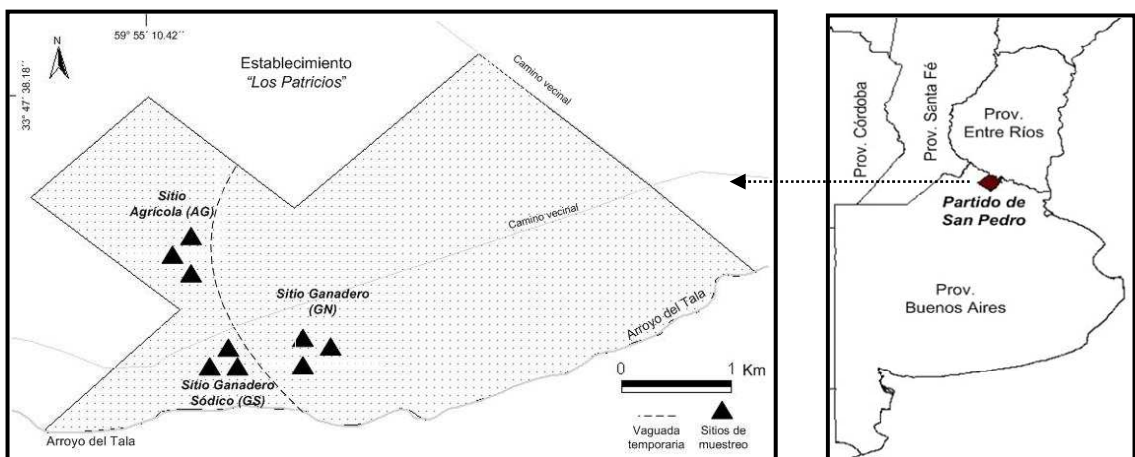 59° 55´ 10.42´´
33° 47´ 38.18´´
N
Establecimiento
“Los Patricios”
Camino vecinal
Sitio
Agrícola (AG)
Camino vecinal
Sitio Ganadero
(GN)
Arroyo del Tala
Sitio Ganadero
Sódico (GS)
Arroyo del Tala
0 1 Km
Vaguada
temporaria
Sitios de
muestreo
Prov. Córdoba
Prov. Santa Fé
Prov.
Entre Ríos
Partido de
San Pedro
Prov.
Buenos Aires